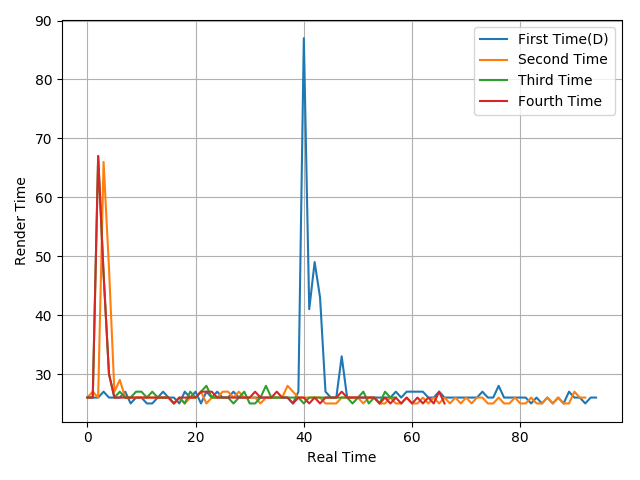 90
80
70
60
50
40
30
Render Time
0 20 40 60 80
Real Time
First Time(D)
Second Time
Third Time
Fourth Time